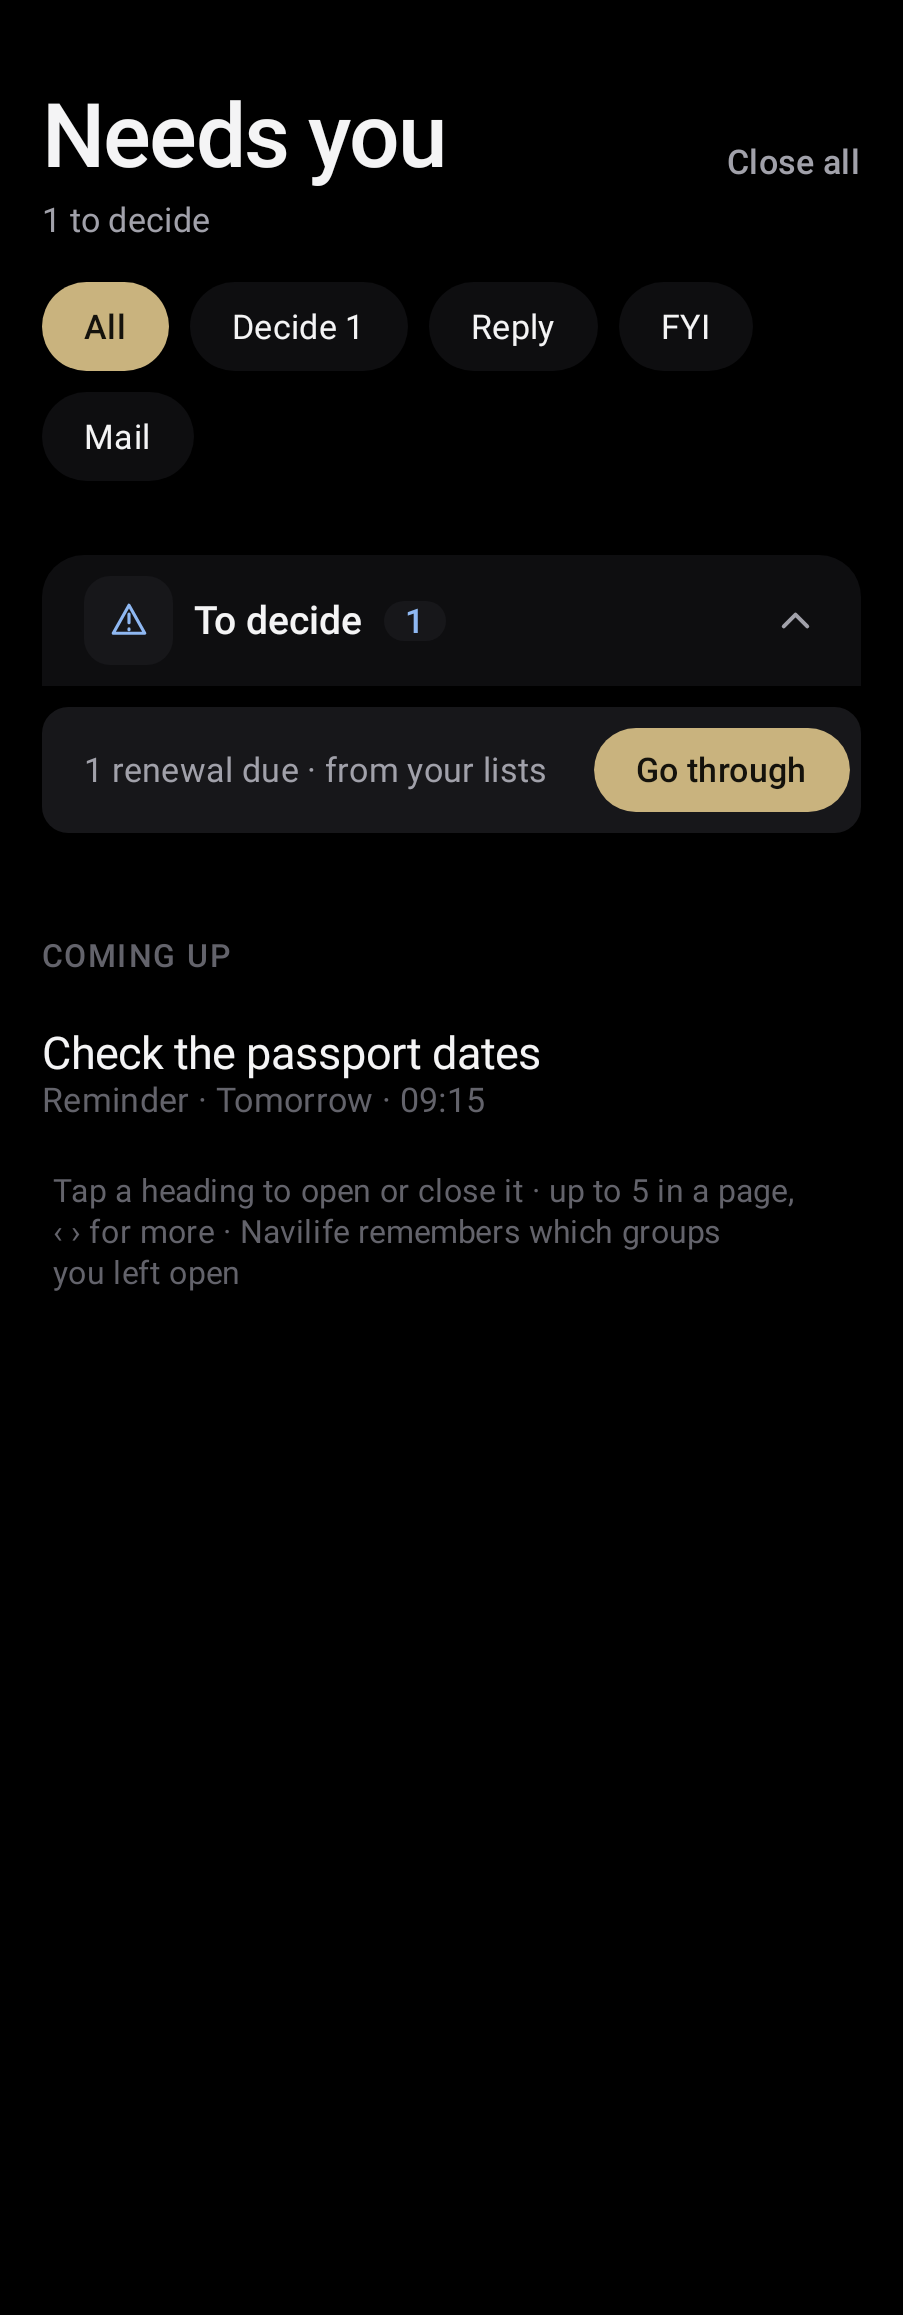 Needs you
Close all
1 to decide
All
Decide 1
Reply
FYI
Mail
To decide
1
1 renewal due · from your lists
Go through
COMING UP
Check the passport dates
Reminder · Tomorrow · 09:15
Tap a heading to open or close it · up to 5 in a page,
‹ › for more · Navilife remembers which groups
you left open